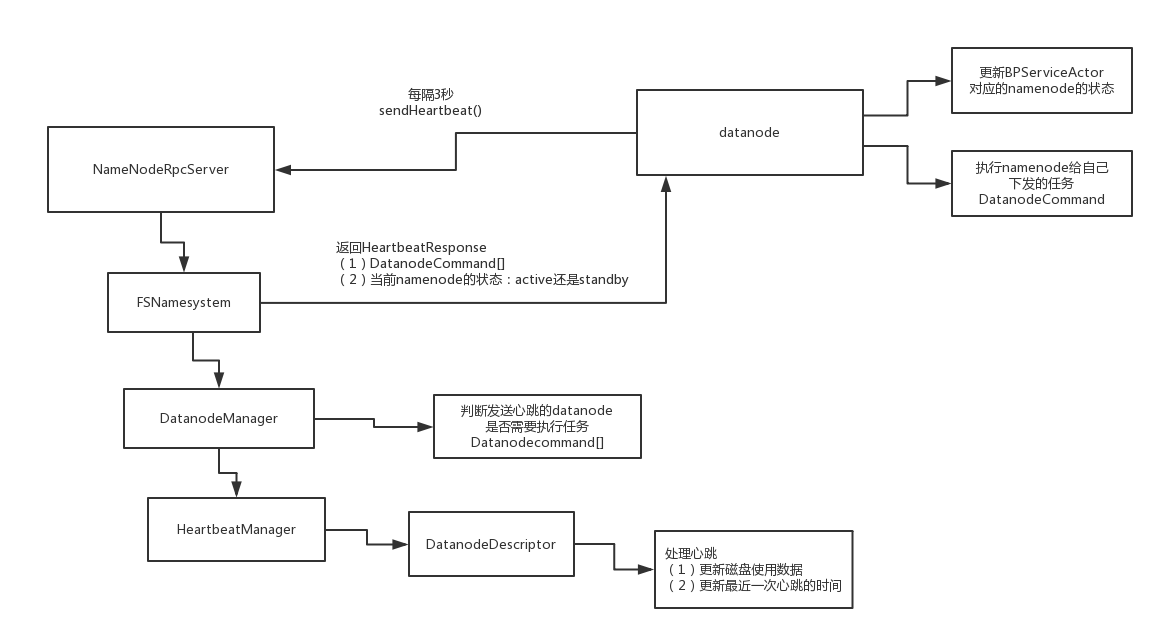 每隔3秒
sendHeartbeat()
NameNodeRpcServer
datanode
更新BPServiceActor
对应的namenode的状态
执行namenode给自己
下发的任务
DatanodeCommand
返回HeartbeatResponse
（1）DatanodeCommand[]
（2）当前namenode的状态：active还是standby
FSNamesystem
DatanodeManager
判断发送心跳的datanode
是否需要执行任务
Datanodecommand[]
HeartbeatManager
DatanodeDescriptor
处理心跳
（1）更新磁盘使用数据
（2）更新最近一次心跳的时间